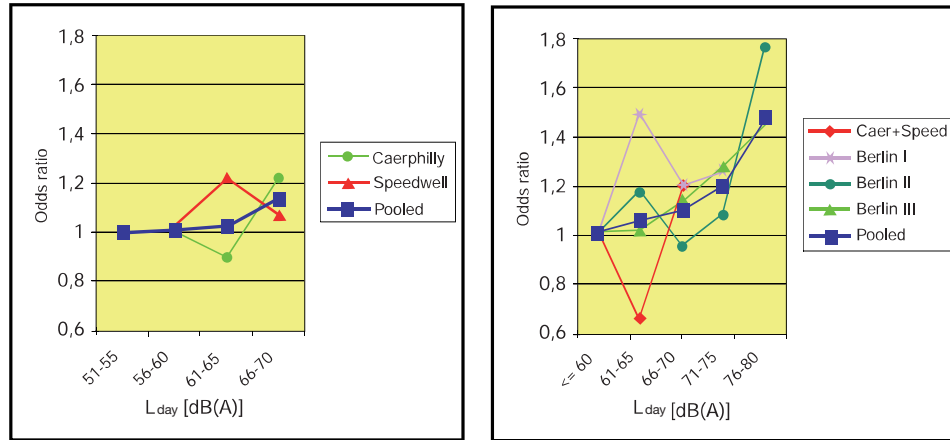 1,8
1,6
1,4
1,2
1
0,8
0,6
Odds ratio
51-55
56-60
61-65
66-70
Lday [dB(A)]
Caerphilly
Speedwell
Pooled
1,8
1,6
1,4
1,2
1
0,8
0,6
Odds ratio
<= 60
61-65
66-70
71-75
76-80
Lday [dB(A)]
Caer+Speed
Berlin I
Berlin II
Berlin III
Pooled